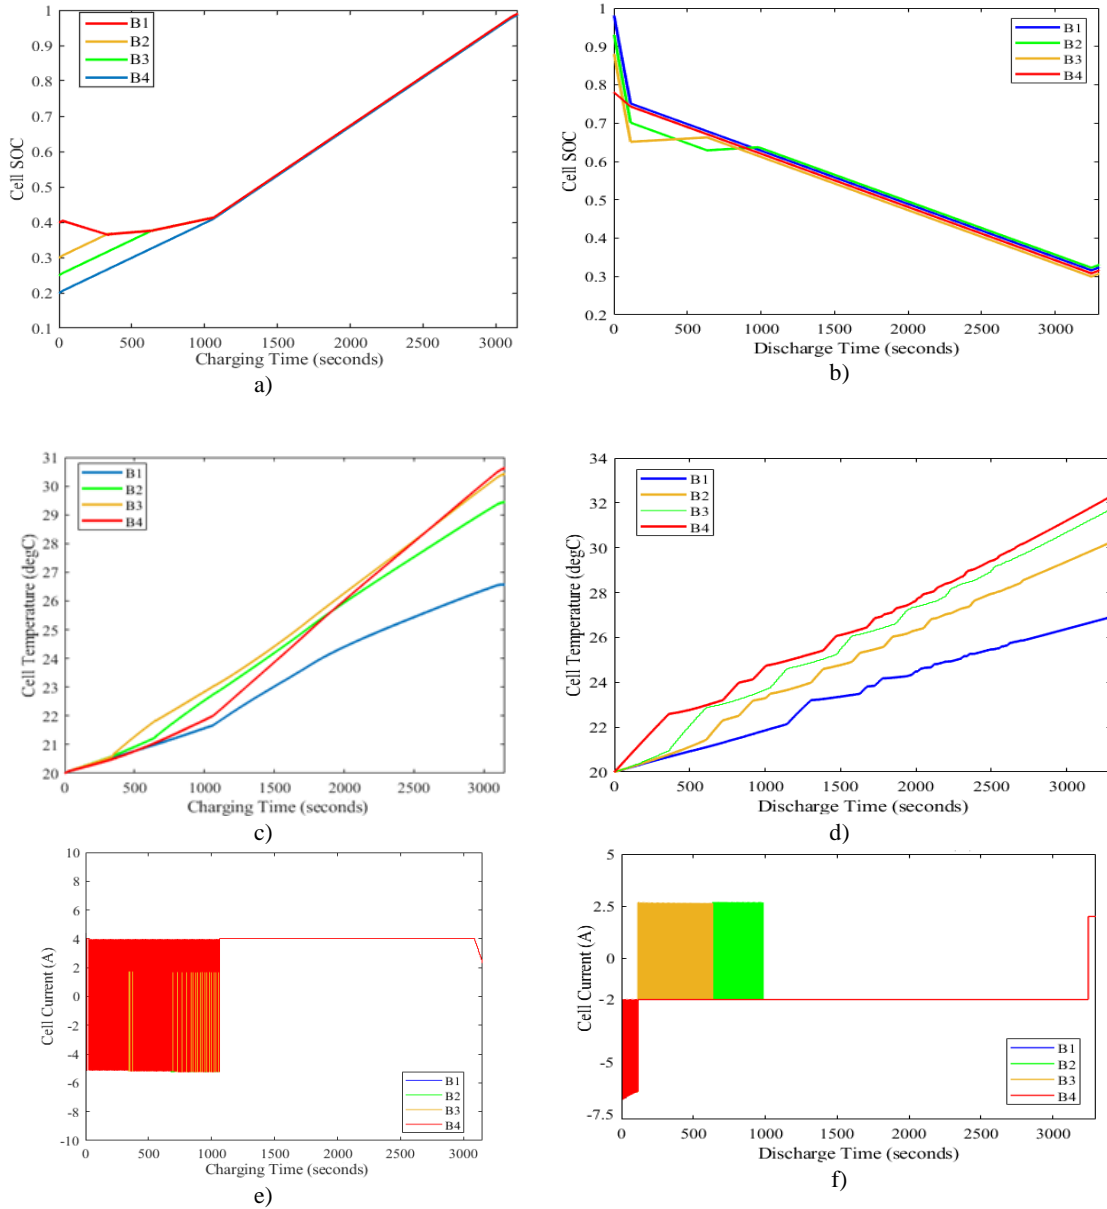 1
0.9
0.8
0.7
0.6
0.5
0.4
0.3
0.2
0.1
Cell SOC
B1
B2
B3
B4
0 500 1000 1500 2000 2500 3000
Charging Time (seconds)
a)
1
0.9
0.8
0.7
0.6
0.5
0.4
0.3
0.2
Cell SOC
B1
B2
B3
B4
0 500 1000 1500 2000 2500 3000
Discharge Time (seconds)
b)
31
30
29
28
27
26
25
24
23
22
21
20
Cell Temperature (degC)
B1
B2
B3
B4
0 500 1000 1500 2000 2500 3000
Charging Time (seconds)
c)
34
32
30
28
26
24
22
20
Cell Temperature (degC)
B1
B2
B3
B4
0 500 1000 1500 2000 2500 3000
Discharge Time (seconds)
d)
10
8
6
4
2
0
-2
-4
-6
-8
-10
Cell Current (A)
B1
B2
B3
B4
0 500 1000 1500 2000 2500 3000
Charging Time (seconds)
e)
5
2.5
0
-2
-5
-7.5
Cell Current (A)
B1
B2
B3
B4
0 500 1000 1500 2000 2500 3000
Discharge Time (seconds)
f)